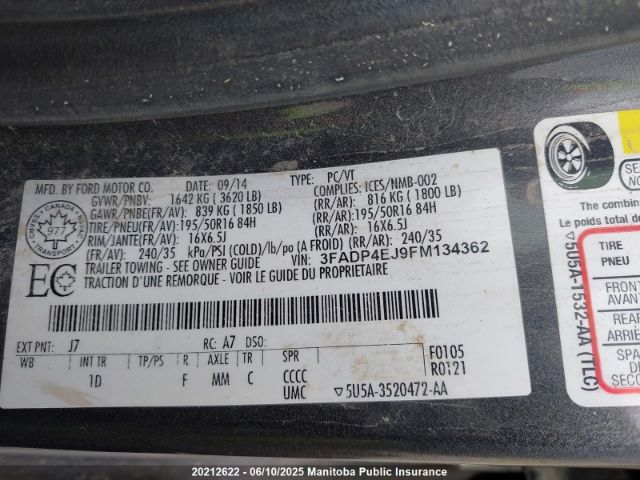 MFD. BY FORD MOTOR CO. DATE: 09/14 TYPE: PC/VT
GVWR/PNBV: 1642 KG ( 3620 LB) COMPLIES: ICES/NMB-002
GAWR/PNBE(FR/AV): 839 KG ( 1850 LB) (RR/AR): 816 KG ( 1800 LB)
TIRE/PNEU(FR/AV): 195/50R16 84H (RR/AR): 195/50R16 84H
RIM/JANTE(FR/AV): 16X6.5J (RR/AR): 16X6.5J
(FR/AV): 240/35 kPa/PSI (COLD)/lb/po (A FROID) (RR/AR): 240/35
TRAILER TOWING - SEE OWNER GUIDE VIN: 3FADP4EJ9FM134362
TRACTION D'UNE REMORQUE - VOIR LE GUIDE DU PROPRIETAIRE
977
EC
EXT PNT: J7 RC: A7 DSO:
WB INT TR TP/PS R AXLE TR SPR F0105
1D F MM C CCCC R0121
UMC ▽5U5A-3520472-AA
The combine
Le poids total
▽5U5A-1532-AA (TLC)
TIRE
PNEU
FRONT
AVANT
REAR
ARRIE
SPA
DE
20212622 - 06/10/2025 Manitoba Public Insurance